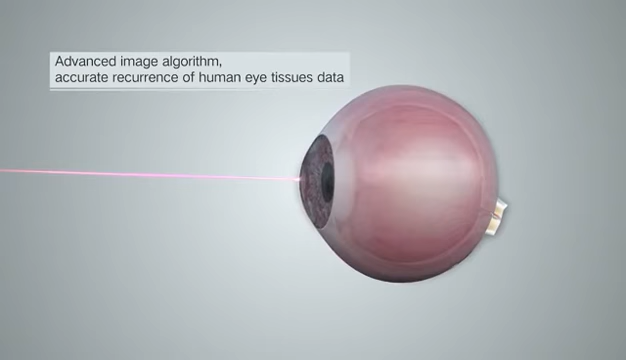 Advanced image algorithm,
accurate recurrence of human eye tissues data